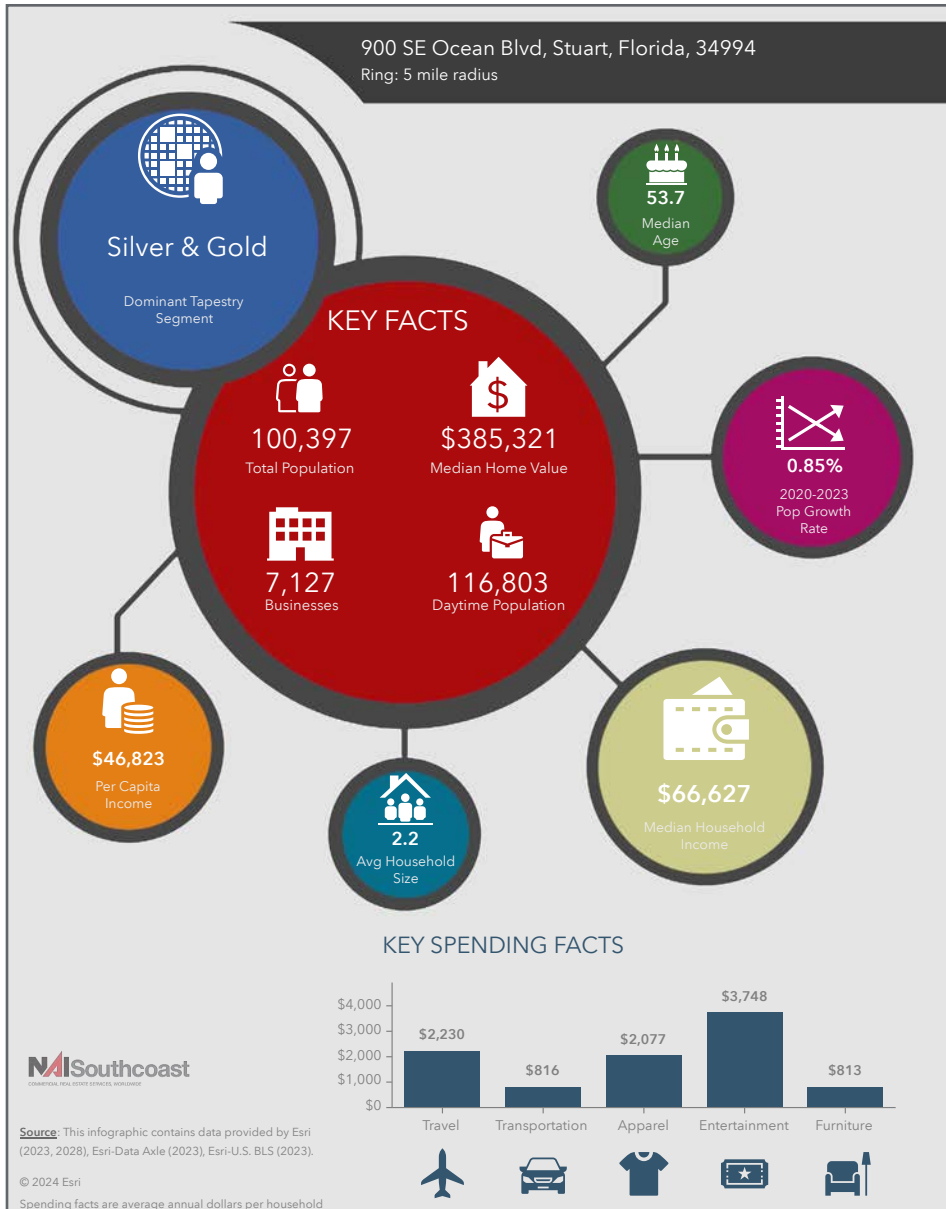 900 SE Ocean Blvd, Stuart, Florida, 34994
Ring: 5 mile radius
Silver & Gold
Dominant Tapestry
Segment
53.7
Median
Age
KEY FACTS
100,397
Total Population
$385,321
Median Home Value
7,127
Businesses
116,803
Daytime Population
0.85%
2020-2023
Pop Growth
Rate
$46,823
Per Capita
Income
2.2
Avg Household
Size
$66,627
Median Household
Income
KEY SPENDING FACTS
$4,000
$3,000
$2,000
$1,000
$0
$2,230
$816
$2,077
$3,748
$813
Travel
Transportation
Apparel
Entertainment
Furniture
NAISouthcoast
COMMERCIAL REAL ESTATE SERVICES, WORLDWIDE
Source: This infographic contains data provided by Esri
(2023, 2028), Esri-Data Axle (2023), Esri-U.S. BLS (2023).
© 2024 Esri
Spending facts are average annual dollars per household